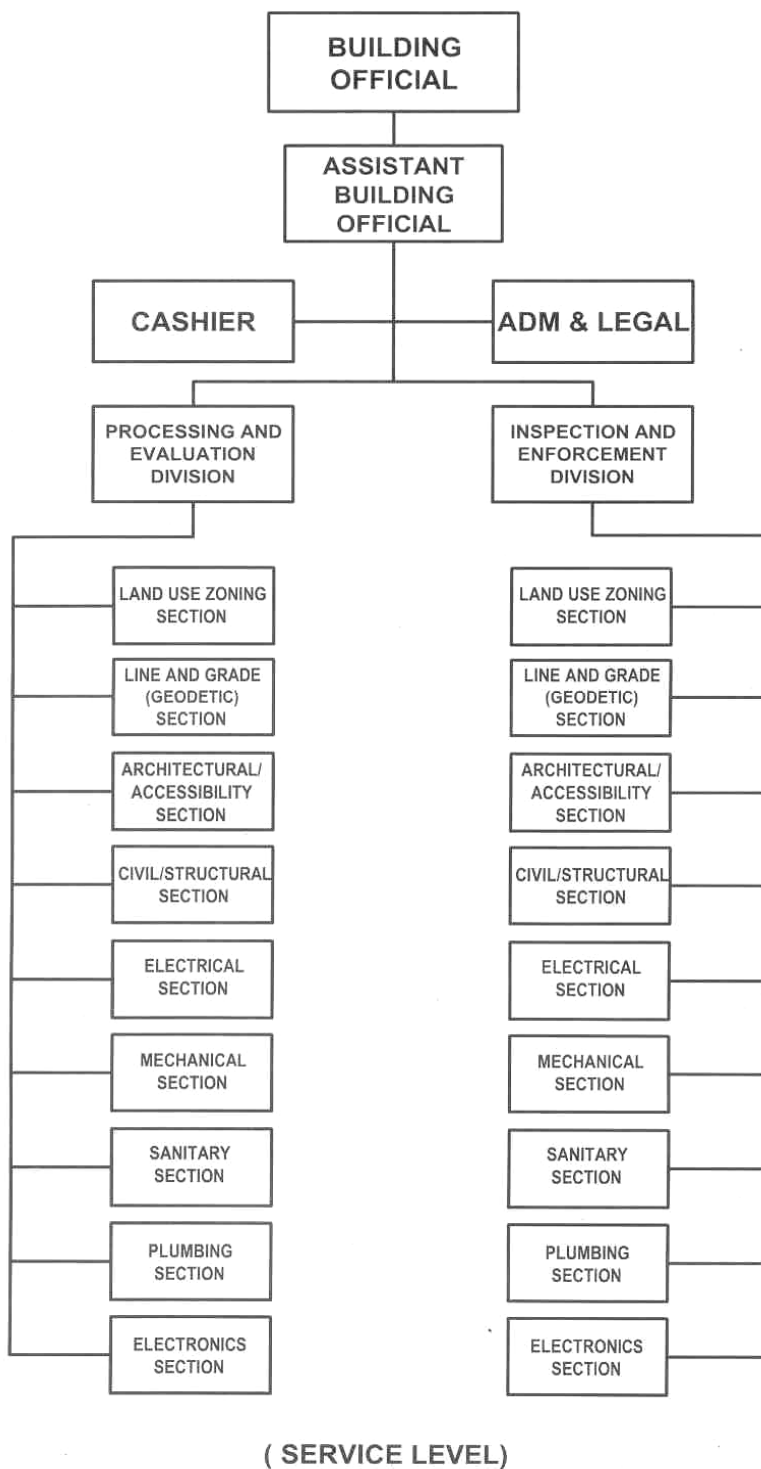 BUILDING
OFFICIAL
ASSISTANT
BUILDING
OFFICIAL
CASHIER
ADM & LEGAL
PROCESSING AND
EVALUATION
DIVISION
INSPECTION AND
ENFORCEMENT
DIVISION
LAND USE ZONING
SECTION
LINE AND GRADE
(GEODETIC)
SECTION
ARCHITECTURAL/
ACCESSIBILITY
SECTION
CIVIL/STRUCTURAL
SECTION
ELECTRICAL
SECTION
MECHANICAL
SECTION
SANITARY
SECTION
PLUMBING
SECTION
ELECTRONICS
SECTION
LAND USE ZONING
SECTION
LINE AND GRADE
(GEODETIC)
SECTION
ARCHITECTURAL/
ACCESSIBILITY
SECTION
CIVIL/STRUCTURAL
SECTION
ELECTRICAL
SECTION
MECHANICAL
SECTION
SANITARY
SECTION
PLUMBING
SECTION
ELECTRONICS
SECTION
( SERVICE LEVEL)